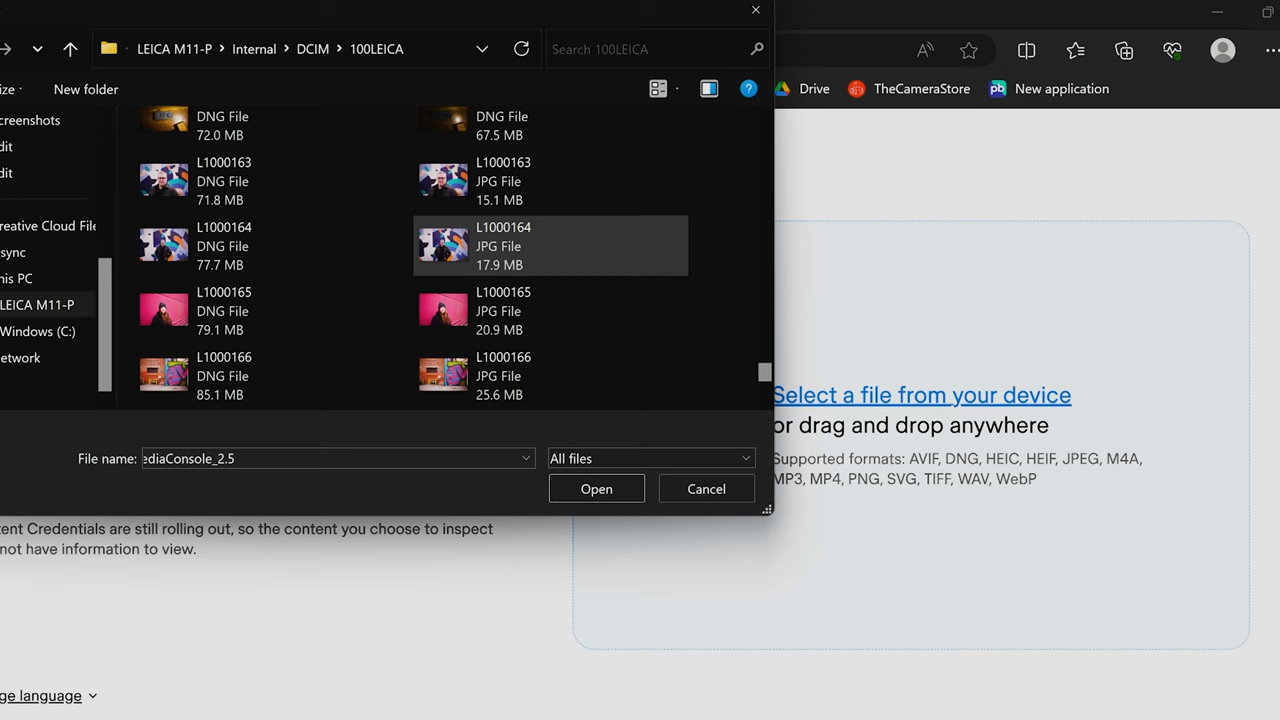 LEICA M11-P > Internal > DCIM > 100LEICA
Search 100LEICA
New folder
Drive
TheCameraStore
New application
creenshots
dit
dit
reative Cloud File
sync
his PC
LEICA M11-P
Windows (C:)
etwork
DNG File
72.0 MB
DNG File
67.5 MB
L1000163
DNG File
71.8 MB
L1000163
JPG File
15.1 MB
L1000164
DNG File
77.7 MB
L1000164
JPG File
17.9 MB
L1000165
DNG File
79.1 MB
L1000165
JPG File
20.9 MB
L1000166
DNG File
85.1 MB
L1000166
JPG File
25.6 MB
File name:
ediaConsole_2.5
All files
Open
Cancel
Select a file from your device
or drag and drop anywhere
Supported formats: AVIF, DNG, HEIC, HEIF, JPEG, M4A,
MP3, MP4, PNG, SVG, TIFF, WAV, WebP
tent Credentials are still rolling out, so the content you choose to inspect
not have information to view.
ge language